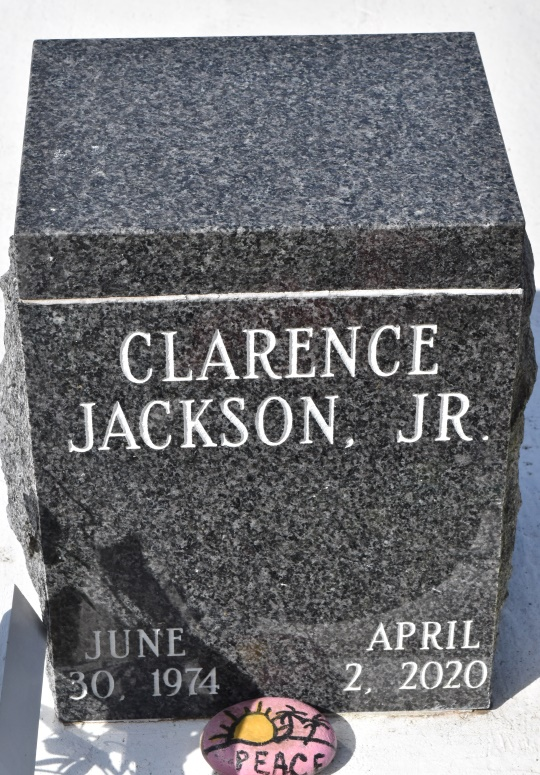 CLARENCE
JACKSON, JR.
JUNE
30, 1974
APRIL
2, 2020
PEACE